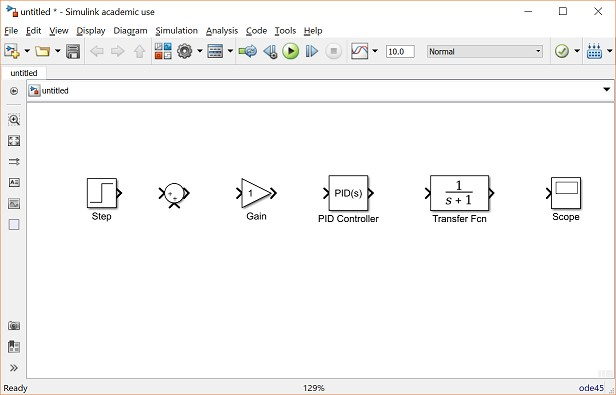 untitled * - Simulink academic use
File Edit View Display Diagram Simulation Analysis Code Tools Help
10.0 Normal
untitled
untitled
1 PID(s) 1
s + 1
Step Gain PID Controller Transfer Fcn Scope
Ready 129% ode45